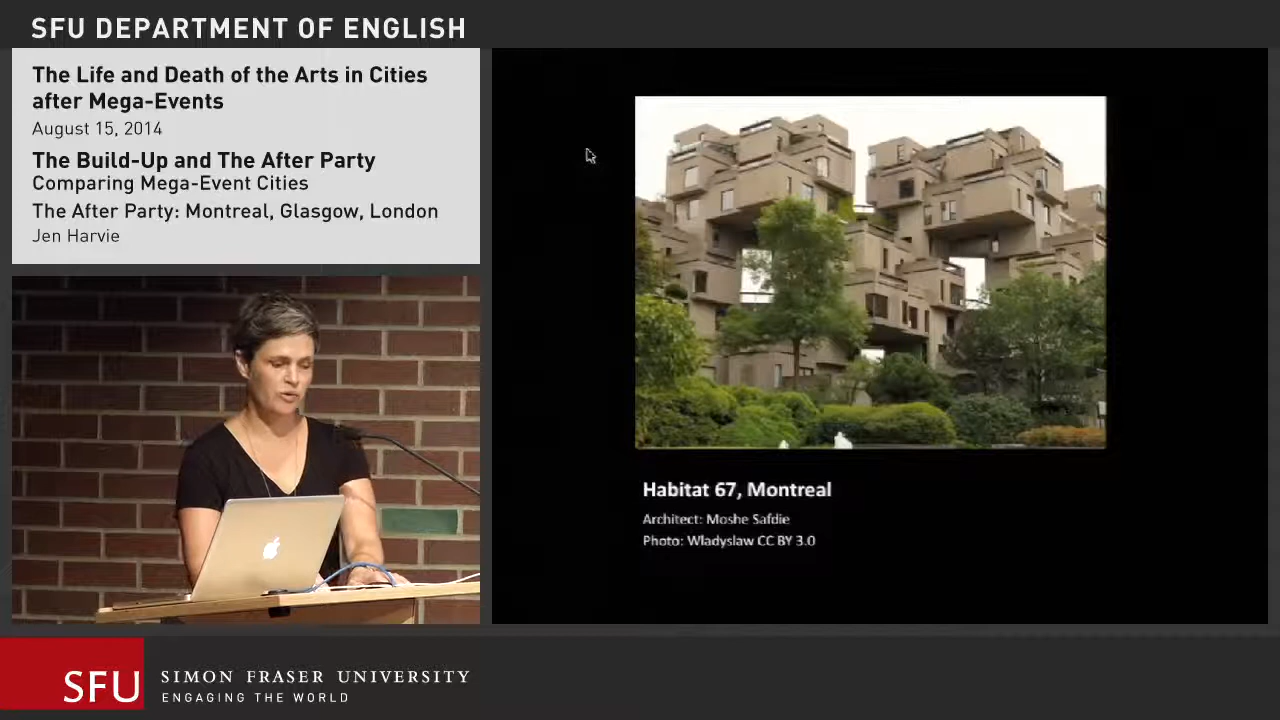 SFU DEPARTMENT OF ENGLISH
The Life and Death of the Arts in Cities
after Mega-Events
August 15, 2014
The Build-Up and The After Party
Comparing Mega-Event Cities
The After Party: Montreal, Glasgow, London
Jen Harvie
Habitat 67, Montreal
Architect: Moshe Safdie
Photo: Wladyslaw CC BY 3.0
SFU
SIMON FRASER UNIVERSITY
ENGAGING THE WORLD